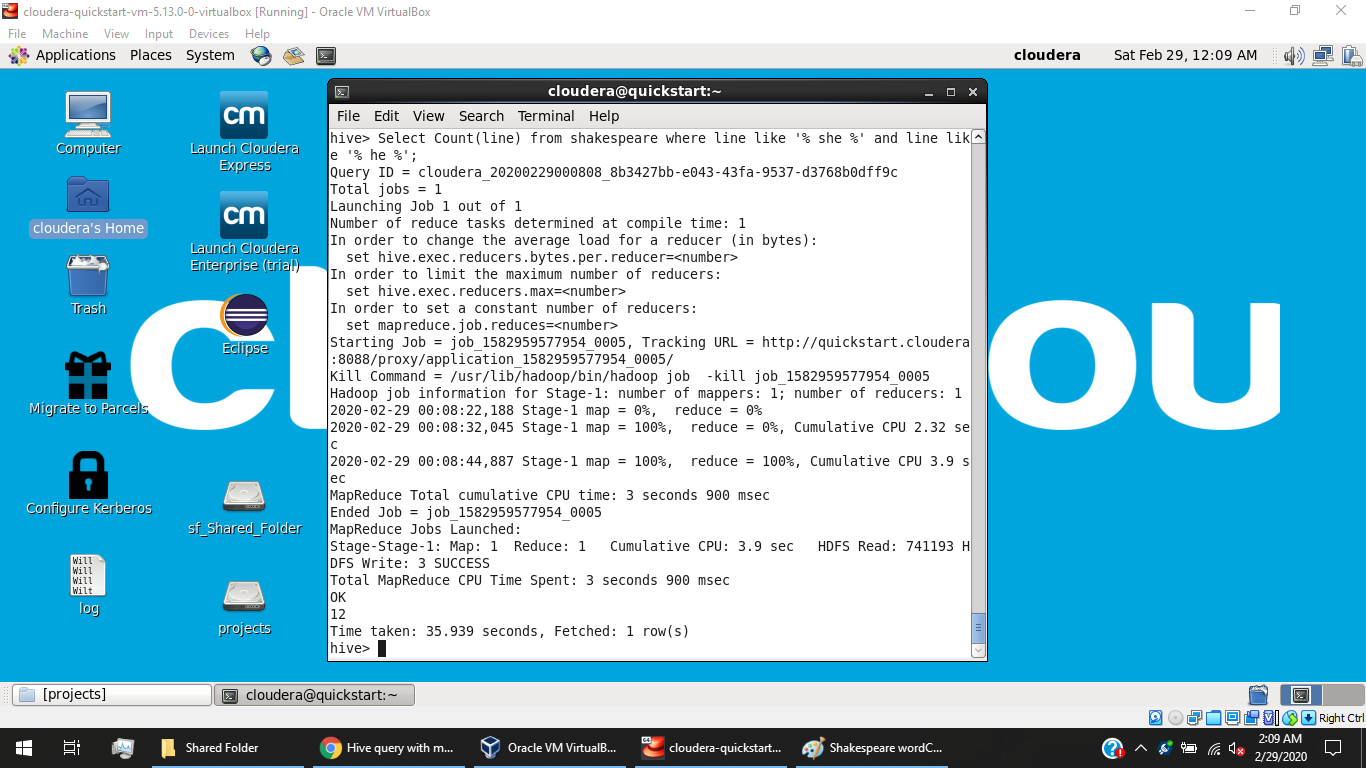 cloudera-quickstart-vm-5.13.0-0-virtualbox [Running] - Oracle VM VirtualBox
File Machine View Input Devices Help
Applications Places System
cloudera Sat Feb 29, 12:09 AM
Computer
cloudera's Home
Trash
Migrate to Parcels
Configure Kerberos
Will
Will
Will
Wilt
log
cm
Launch Cloudera
Express
cm
Launch Cloudera
Enterprise (trial)
Eclipse
sf_Shared_Folder
projects
cl
ou
cloudera@quickstart:~
File Edit View Search Terminal Help
hive> Select Count(line) from shakespeare where line like '% she %' and line lik
e '% he %';
Query ID = cloudera_20200229000808_8b3427bb-e043-43fa-9537-d3768b0dff9c
Total jobs = 1
Launching Job 1 out of 1
Number of reduce tasks determined at compile time: 1
In order to change the average load for a reducer (in bytes):
  set hive.exec.reducers.bytes.per.reducer=<number>
In order to limit the maximum number of reducers:
  set hive.exec.reducers.max=<number>
In order to set a constant number of reducers:
  set mapreduce.job.reduces=<number>
Starting Job = job_1582959577954_0005, Tracking URL = http://quickstart.cloudera
:8088/proxy/application_1582959577954_0005/
Kill Command = /usr/lib/hadoop/bin/hadoop job  -kill job_1582959577954_0005
Hadoop job information for Stage-1: number of mappers: 1; number of reducers: 1
2020-02-29 00:08:22,188 Stage-1 map = 0%,  reduce = 0%
2020-02-29 00:08:32,045 Stage-1 map = 100%,  reduce = 0%, Cumulative CPU 2.32 se
c
2020-02-29 00:08:44,887 Stage-1 map = 100%,  reduce = 100%, Cumulative CPU 3.9 s
ec
MapReduce Total cumulative CPU time: 3 seconds 900 msec
Ended Job = job_1582959577954_0005
MapReduce Jobs Launched:
Stage-Stage-1: Map: 1  Reduce: 1   Cumulative CPU: 3.9 sec   HDFS Read: 741193 H
DFS Write: 3 SUCCESS
Total MapReduce CPU Time Spent: 3 seconds 900 msec
OK
12
Time taken: 35.939 seconds, Fetched: 1 row(s)
hive>
[projects]
cloudera@quickstart:~
Right Ctrl
Shared Folder
Hive query with m...
Oracle VM VirtualB...
cloudera-quickstart...
Shakespeare wordC...
2:09 AM
2/29/2020